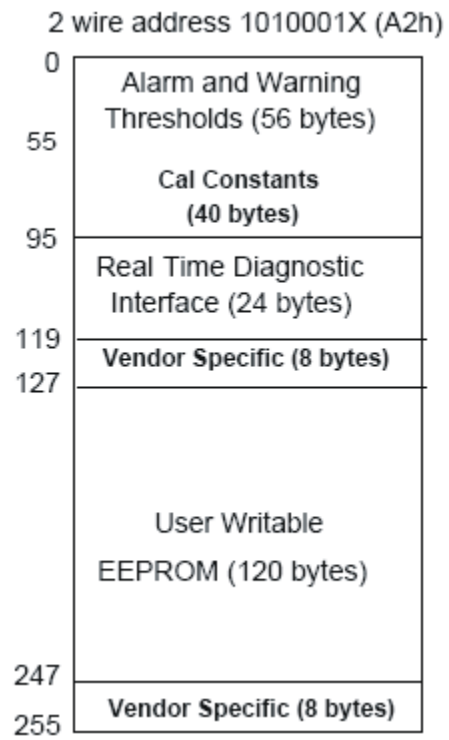 2 wire address 1010001X (A2h)
0
Alarm and Warning
Thresholds (56 bytes)
55
Cal Constants
(40 bytes)
95
Real Time Diagnostic
Interface (24 bytes)
119
Vendor Specific (8 bytes)
127
User Writable
EEPROM (120 bytes)
247
Vendor Specific (8 bytes)
255